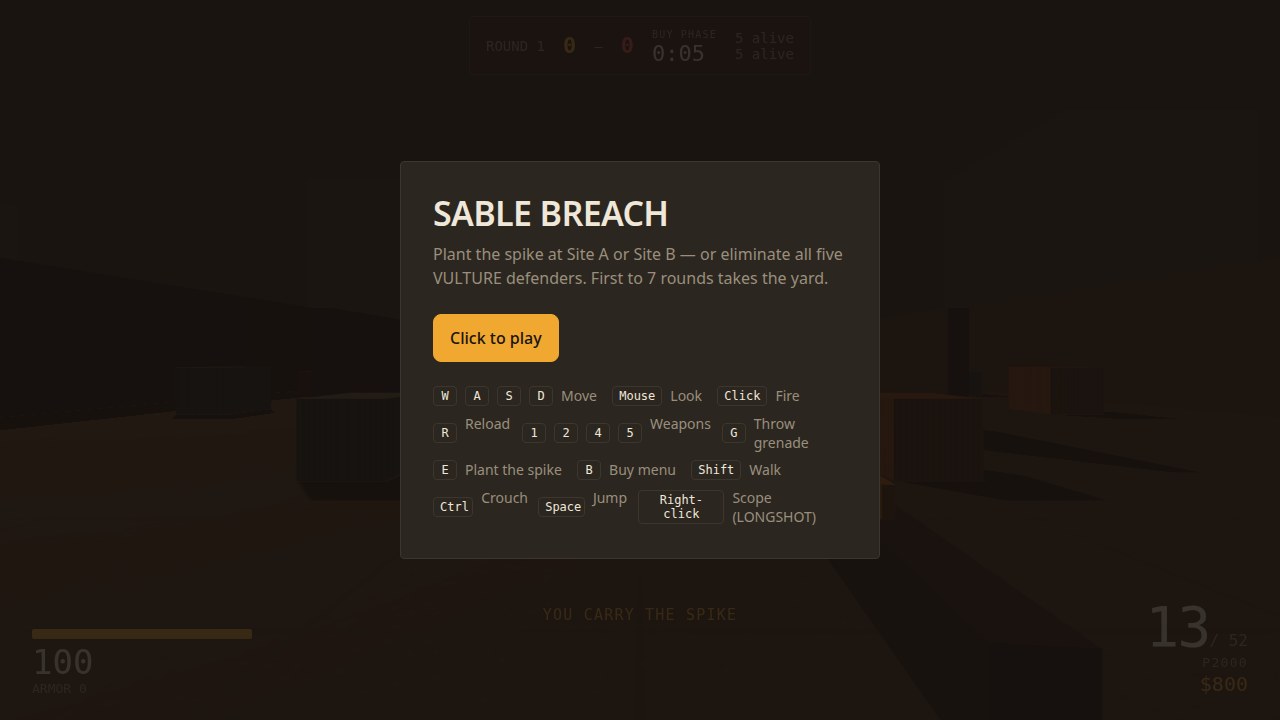 ROUND 1 0 – 0 BUY PHASE 0:05 5 alive 5 alive
SABLE BREACH
Plant the spike at Site A or Site B — or eliminate all five
VULTURE defenders. First to 7 rounds takes the yard.
Click to play
W A S D Move Mouse Look Click Fire
R Reload 1 2 4 5 Weapons G Throw grenade
E Plant the spike B Buy menu Shift Walk
Ctrl Crouch Space Jump Right-click Scope (LONGSHOT)
YOU CARRY THE SPIKE
100
ARMOR 0
13 / 52
P2000
$800